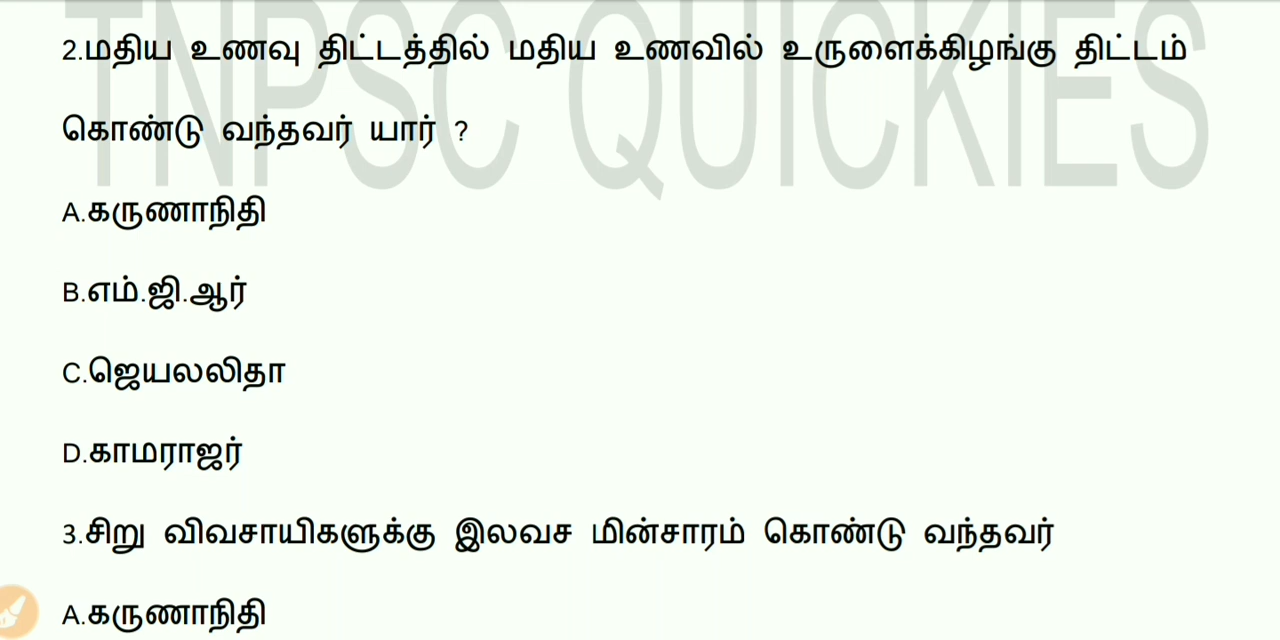 TNPSC QUICKIES
2.மதிய உணவு திட்டத்தில் மதிய உணவில் உருளைக்கிழங்கு திட்டம்
கொண்டு வந்தவர் யார் ?
A.கருணாநிதி
B.எம்.ஜி.ஆர்
C.ஜெயலலிதா
D.காமராஜர்
3.சிறு விவசாயிகளுக்கு இலவச மின்சாரம் கொண்டு வந்தவர்
A.கருணாநிதி